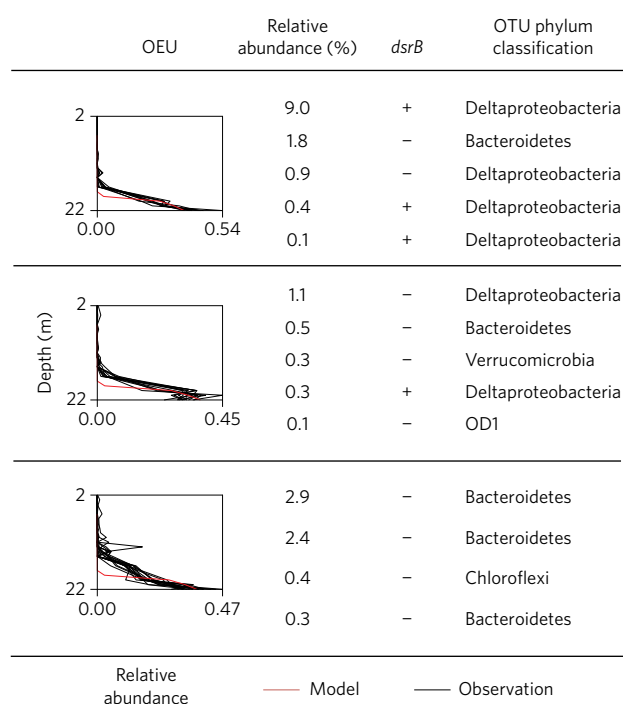 OEU Relative abundance (%) dsrB OTU phylum classification
2
22
0.00 0.54
9.0 + Deltaproteobacteria
1.8 – Bacteroidetes
0.9 – Deltaproteobacteria
0.4 + Deltaproteobacteria
0.1 + Deltaproteobacteria
Depth (m)
2
22
0.00 0.45
1.1 – Deltaproteobacteria
0.5 – Bacteroidetes
0.3 – Verrucomicrobia
0.3 + Deltaproteobacteria
0.1 – OD1
2
22
0.00 0.47
2.9 – Bacteroidetes
2.4 – Bacteroidetes
0.4 – Chloroflexi
0.3 – Bacteroidetes
Relative
abundance
Model Observation